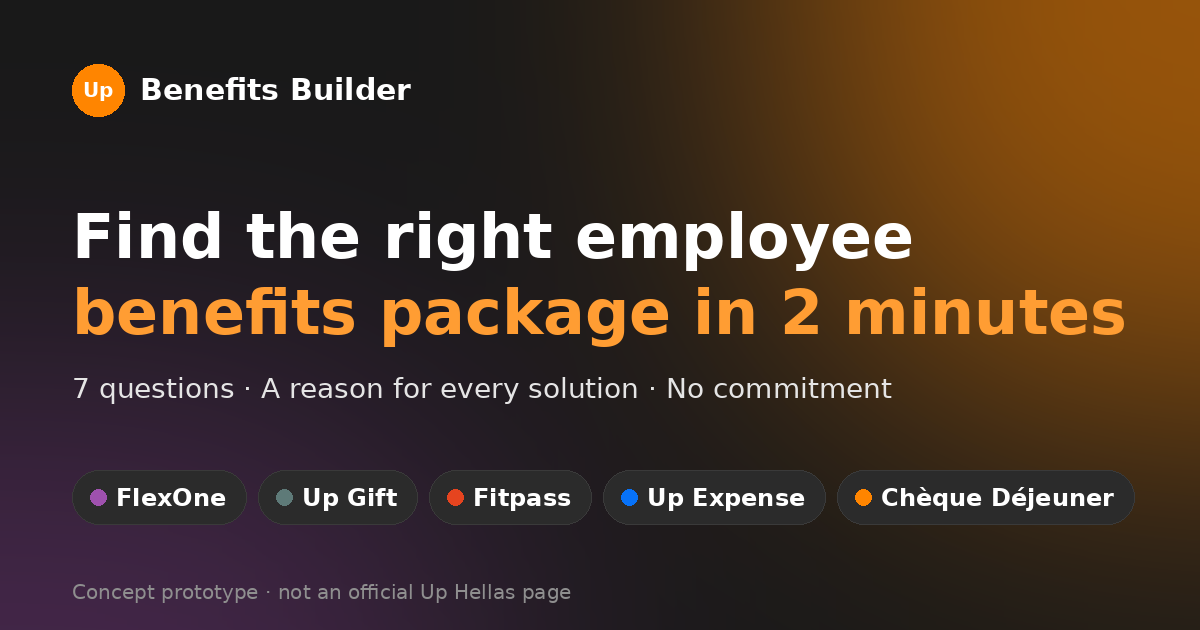 Up Benefits Builder
Find the right employee
benefits package in 2 minutes
7 questions · A reason for every solution · No commitment
FlexOne Up Gift Fitpass Up Expense Chèque Déjeuner
Concept prototype · not an official Up Hellas page